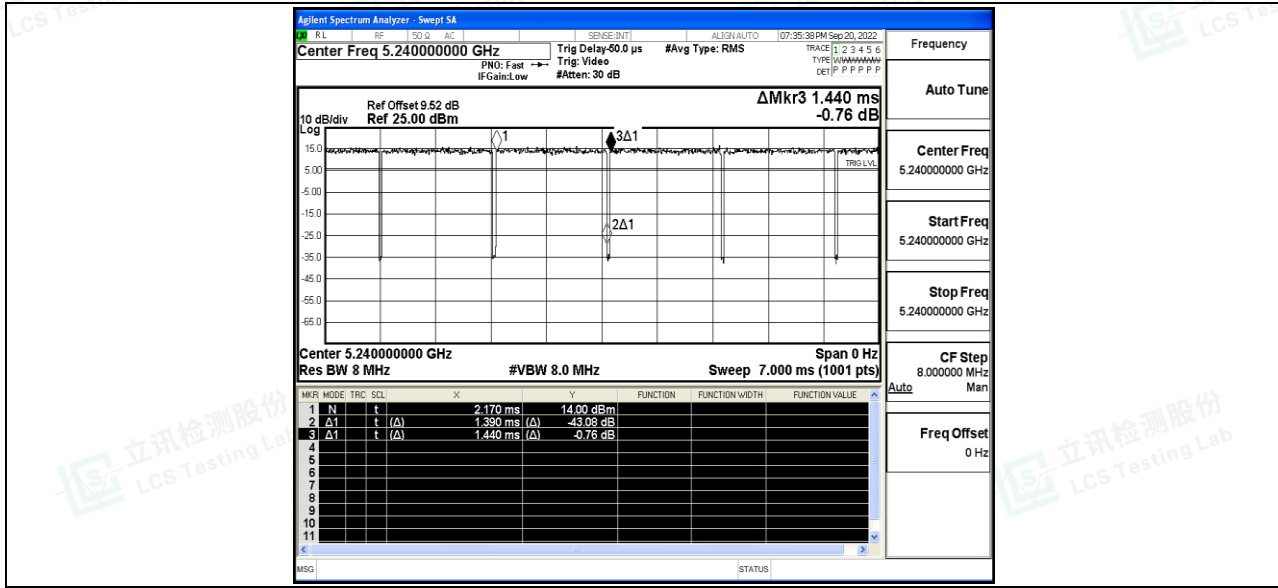 Agilent Spectrum Analyzer - Swept SA
RL RF 50 Ω AC SENSE:INT ALIGN AUTO 07:35:38 PM Sep 20, 2022
Center Freq 5.240000000 GHz
PNO: Fast
IFGain:Low
Trig Delay-50.0 µs
Trig: Video
#Atten: 30 dB
#Avg Type: RMS
TRACE 1 2 3 4 5 6
TYPE WWWWWW
DET P P P P P P
ΔMkr3 1.440 ms
-0.76 dB
Ref Offset 9.52 dB
10 dB/div Ref 25.00 dBm
Log
1
3Δ1
15.0
TRIG LVL
5.00
-5.00
-15.0
2Δ1
-25.0
-35.0
-45.0
-55.0
-65.0
Center 5.240000000 GHz Span 0 Hz
Res BW 8 MHz #VBW 8.0 MHz Sweep 7.000 ms (1001 pts)
MKR MODE TRC SCL X Y FUNCTION FUNCTION WIDTH FUNCTION VALUE
1 N t 2.170 ms 14.00 dBm
2 Δ1 t (Δ) 1.390 ms (Δ) -43.08 dB
3 Δ1 t (Δ) 1.440 ms (Δ) -0.76 dB
4
5
6
7
8
9
10
11
MSG STATUS
Frequency
Auto Tune
Center Freq
5.240000000 GHz
Start Freq
5.240000000 GHz
Stop Freq
5.240000000 GHz
CF Step
8.000000 MHz
Auto Man
Freq Offset
0 Hz
立讯检测股份
LCS Testing Lab
立讯检测股份
LCS Testing Lab